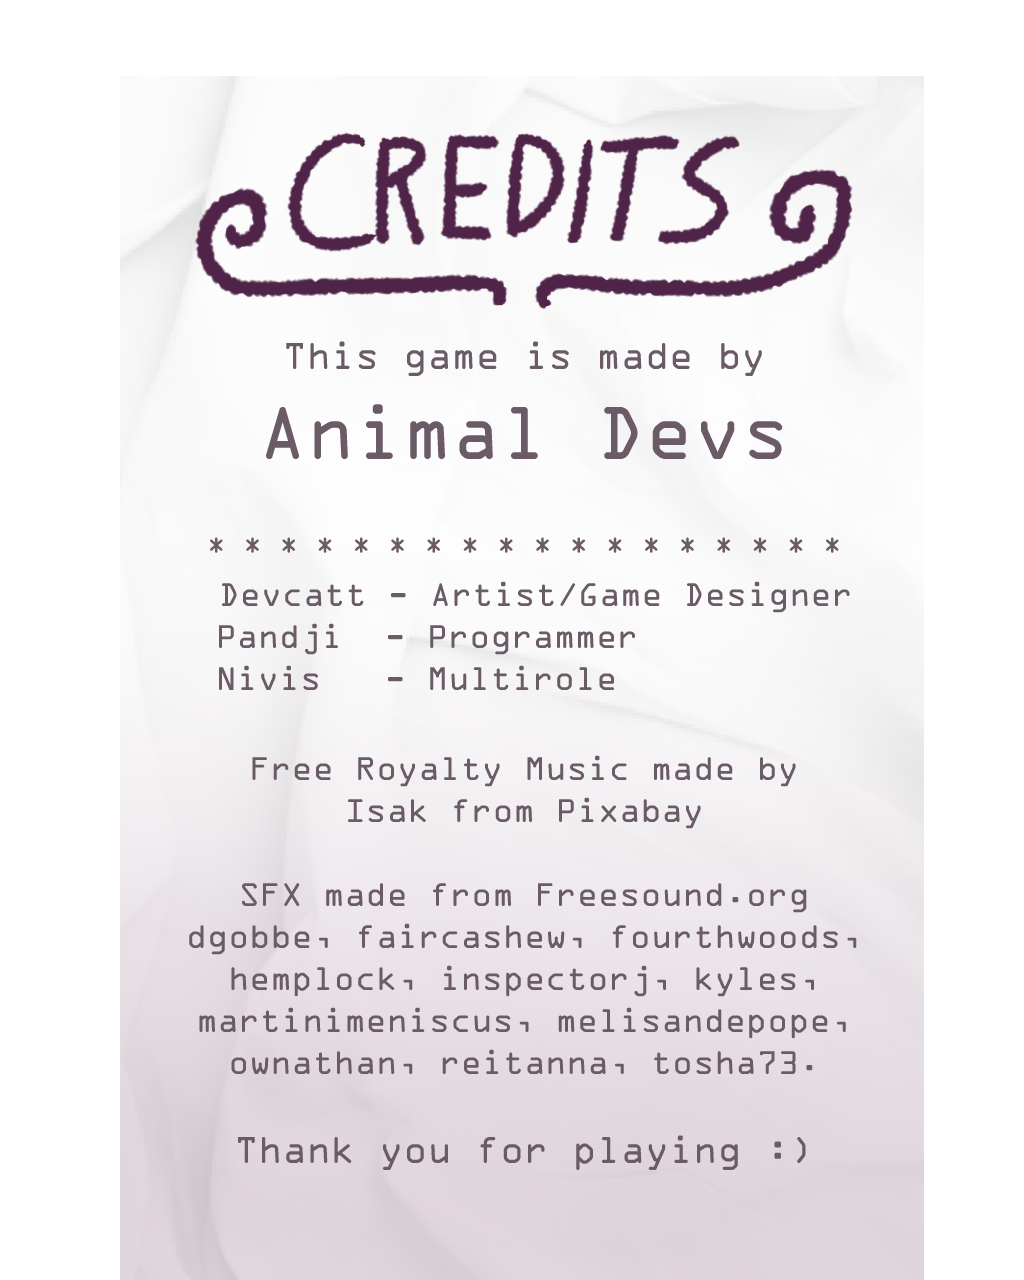 CREDITS
This game is made by
Animal Devs
* * * * * * * * * * * * * * * * * *
Devcatt - Artist/Game Designer
Pandji - Programmer
Nivis - Multirole
Free Royalty Music made by
Isak from Pixabay
SFX made from Freesound.org
dgobbe, faircashew, fourthwoods,
hemplock, inspectorj, kyles,
martinimeniscus, melisandepope,
ownathan, reitanna, tosha73.
Thank you for playing :)